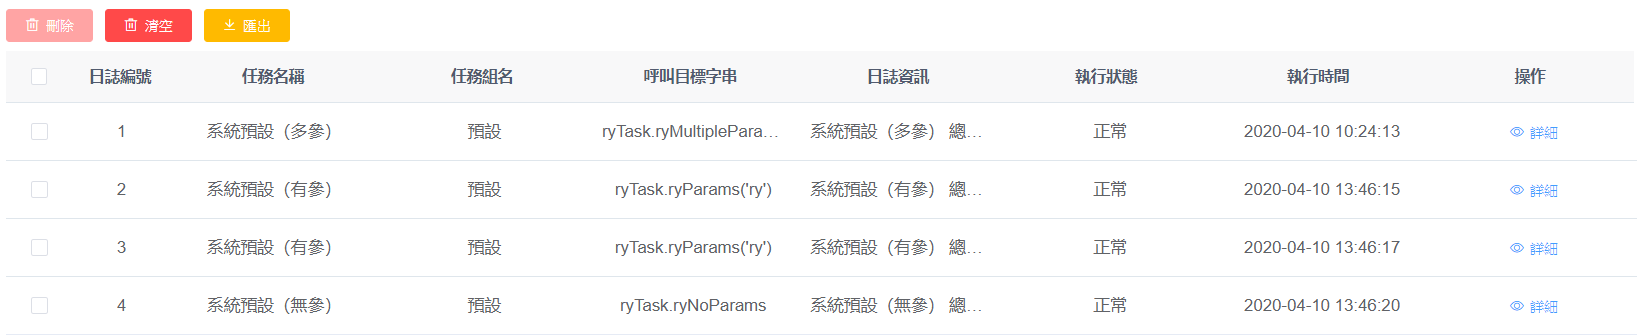 刪除 清空 匯出
日誌編號 任務名稱 任務組名 呼叫目標字串 日誌資訊 執行狀態 執行時間 操作
1 系統預設（多參） 預設 ryTask.ryMultiplePara... 系統預設（多參） 總... 正常 2020-04-10 10:24:13 詳細
2 系統預設（有參） 預設 ryTask.ryParams('ry') 系統預設（有參） 總... 正常 2020-04-10 13:46:15 詳細
3 系統預設（有參） 預設 ryTask.ryParams('ry') 系統預設（有參） 總... 正常 2020-04-10 13:46:17 詳細
4 系統預設（無參） 預設 ryTask.ryNoParams 系統預設（無參） 總... 正常 2020-04-10 13:46:20 詳細